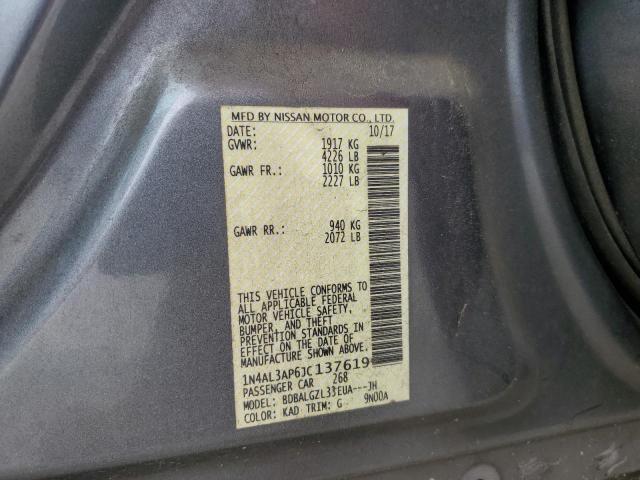 MFD BY NISSAN MOTOR CO., LTD.
DATE: 10/17
GVWR: 1917 KG
4226 LB
GAWR FR.: 1010 KG
2227 LB
GAWR RR.: 940 KG
2072 LB
THIS VEHICLE CONFORMS TO
ALL APPLICABLE FEDERAL
MOTOR VEHICLE SAFETY,
BUMPER, AND THEFT
PREVENTION STANDARDS IN
EFFECT ON THE DATE OF
MANUFACTURE SHOWN ABOVE.
1N4AL3AP6JC137619
PASSENGER CAR 268
MODEL: BDBALGZL33EUA---JH
COLOR: KAD TRIM: G 9N00A